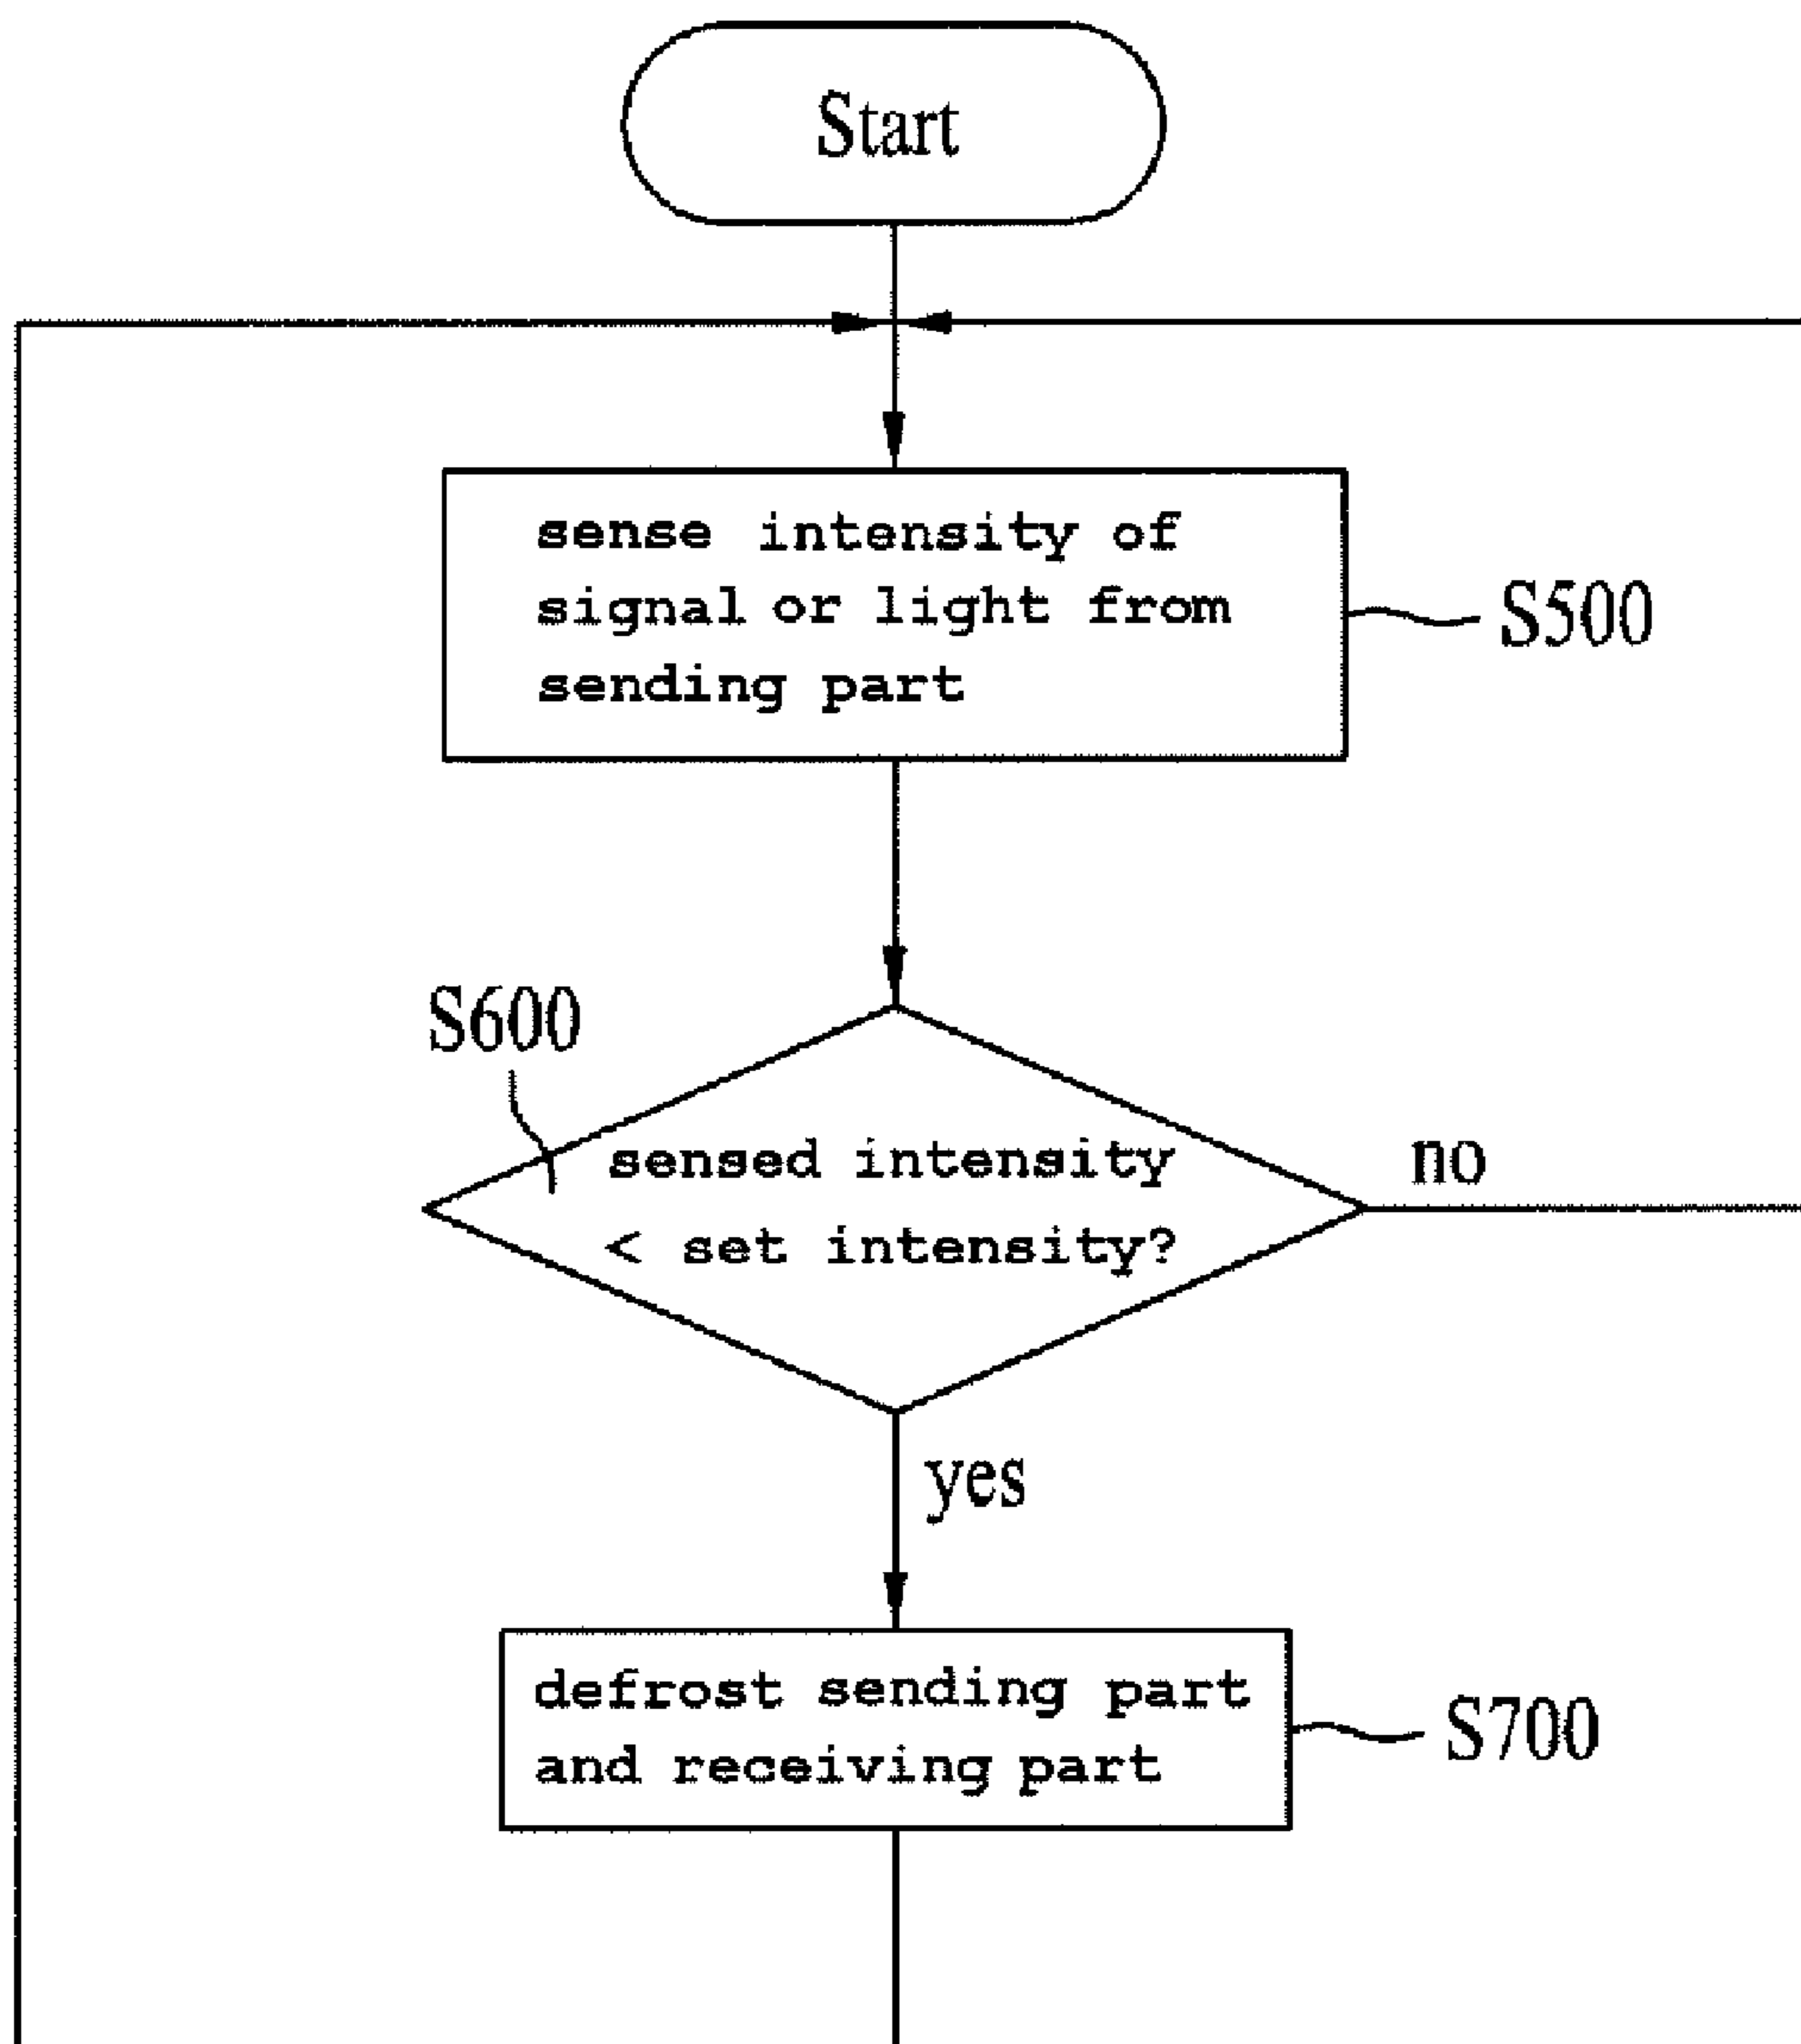 Start
sense intensity of
signal or light from
sending part
S500
S600
sensed intensity
< set intensity?
no
yes
defrost sending part
and receiving part
S700